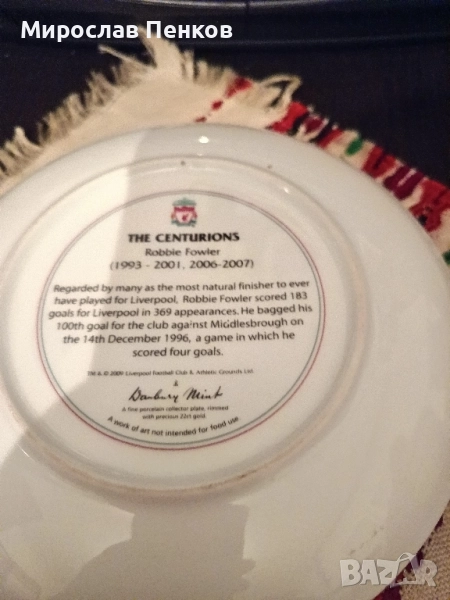 Мирослав Пенков
THE CENTURIONS
Robbie Fowler
(1993 - 2001, 2006-2007)
Regarded by many as the most natural finisher to ever
have played for Liverpool, Robbie Fowler scored 183
goals for Liverpool in 369 appearances. He bagged his
100th goal for the club against Middlesbrough on
the 14th December 1996, a game in which he
scored four goals.
TM & © 2009 Liverpool Football Club & Athletic Grounds Ltd.
&
Danbury Mint
A fine porcelain collector plate, rimmed
with precious 22ct gold.
A work of art not intended for food use.
BAZAR